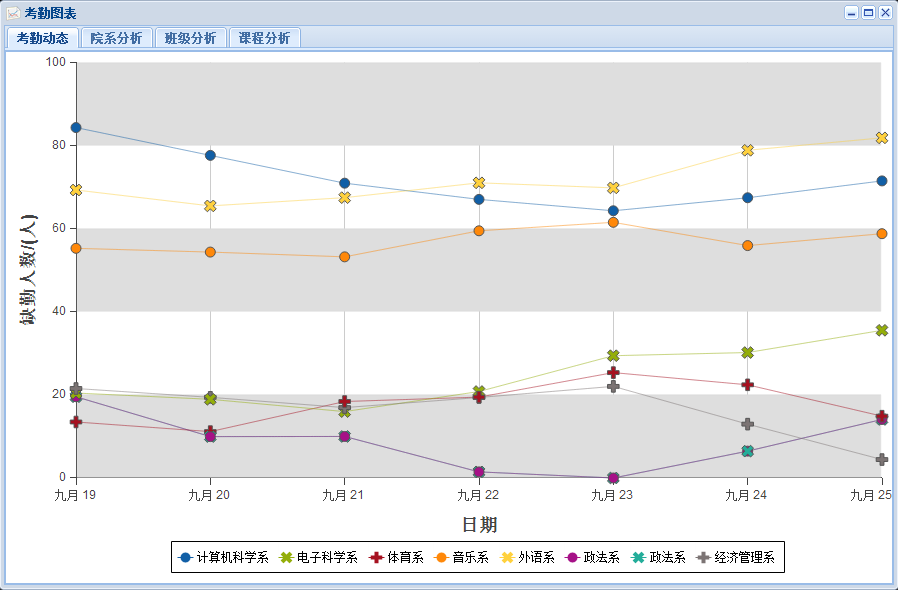 考勤图表
考勤动态 院系分析 班级分析 课程分析
100
80
60
40
20
0
缺勤人数/(人)
九月 19 九月 20 九月 21 九月 22 九月 23 九月 24 九月 25
日期
计算机科学系 电子科学系 体育系 音乐系 外语系 政法系 政法系 经济管理系